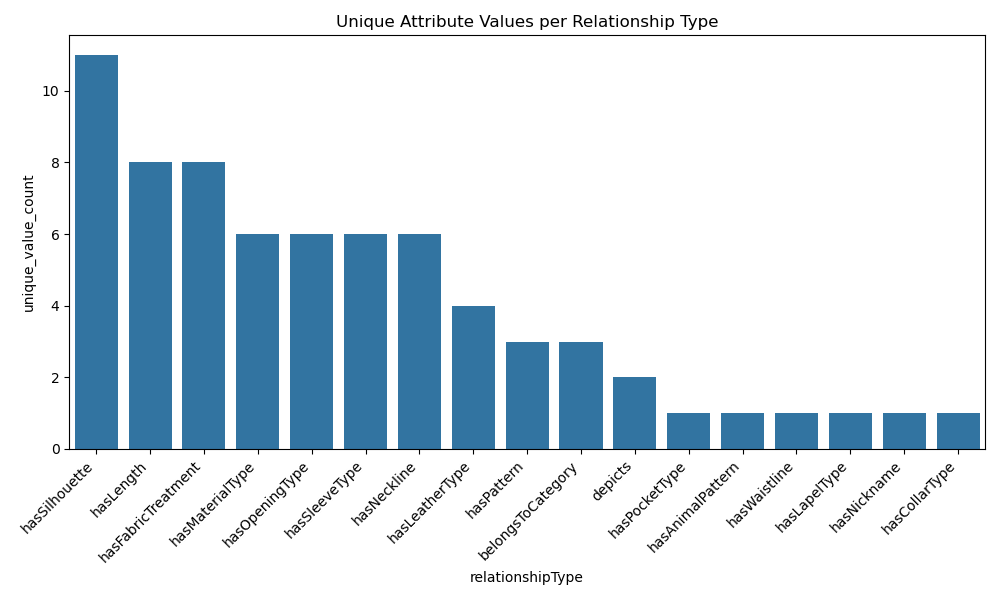 Unique Attribute Values per Relationship Type
unique_value_count
10
8
6
4
2
0
hasSilhouette
hasLength
hasFabricTreatment
hasMaterialType
hasOpeningType
hasSleeveType
hasNeckline
hasLeatherType
hasPattern
belongsToCategory
depicts
hasPocketType
hasAnimalPattern
hasWaistline
hasLapelType
hasNickname
hasCollarType
relationshipType